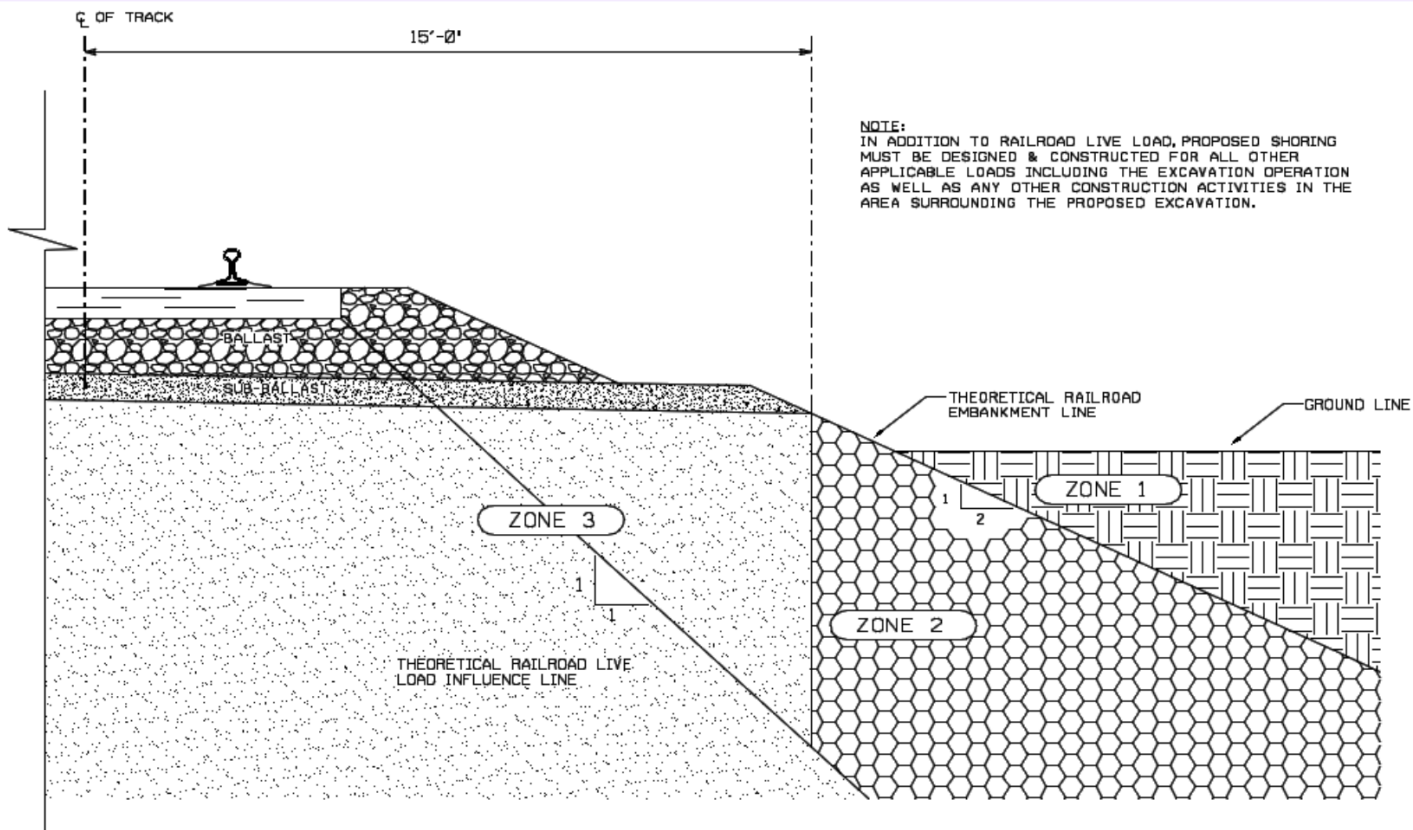 ℄ OF TRACK
15'-0"
NOTE:
IN ADDITION TO RAILROAD LIVE LOAD, PROPOSED SHORING
MUST BE DESIGNED & CONSTRUCTED FOR ALL OTHER
APPLICABLE LOADS INCLUDING THE EXCAVATION OPERATION
AS WELL AS ANY OTHER CONSTRUCTION ACTIVITIES IN THE
AREA SURROUNDING THE PROPOSED EXCAVATION.
BALLAST
SUB-BALLAST
THEORETICAL RAILROAD
EMBANKMENT LINE
GROUND LINE
ZONE 1
1
2
ZONE 3
1
1
ZONE 2
THEORETICAL RAILROAD LIVE
LOAD INFLUENCE LINE